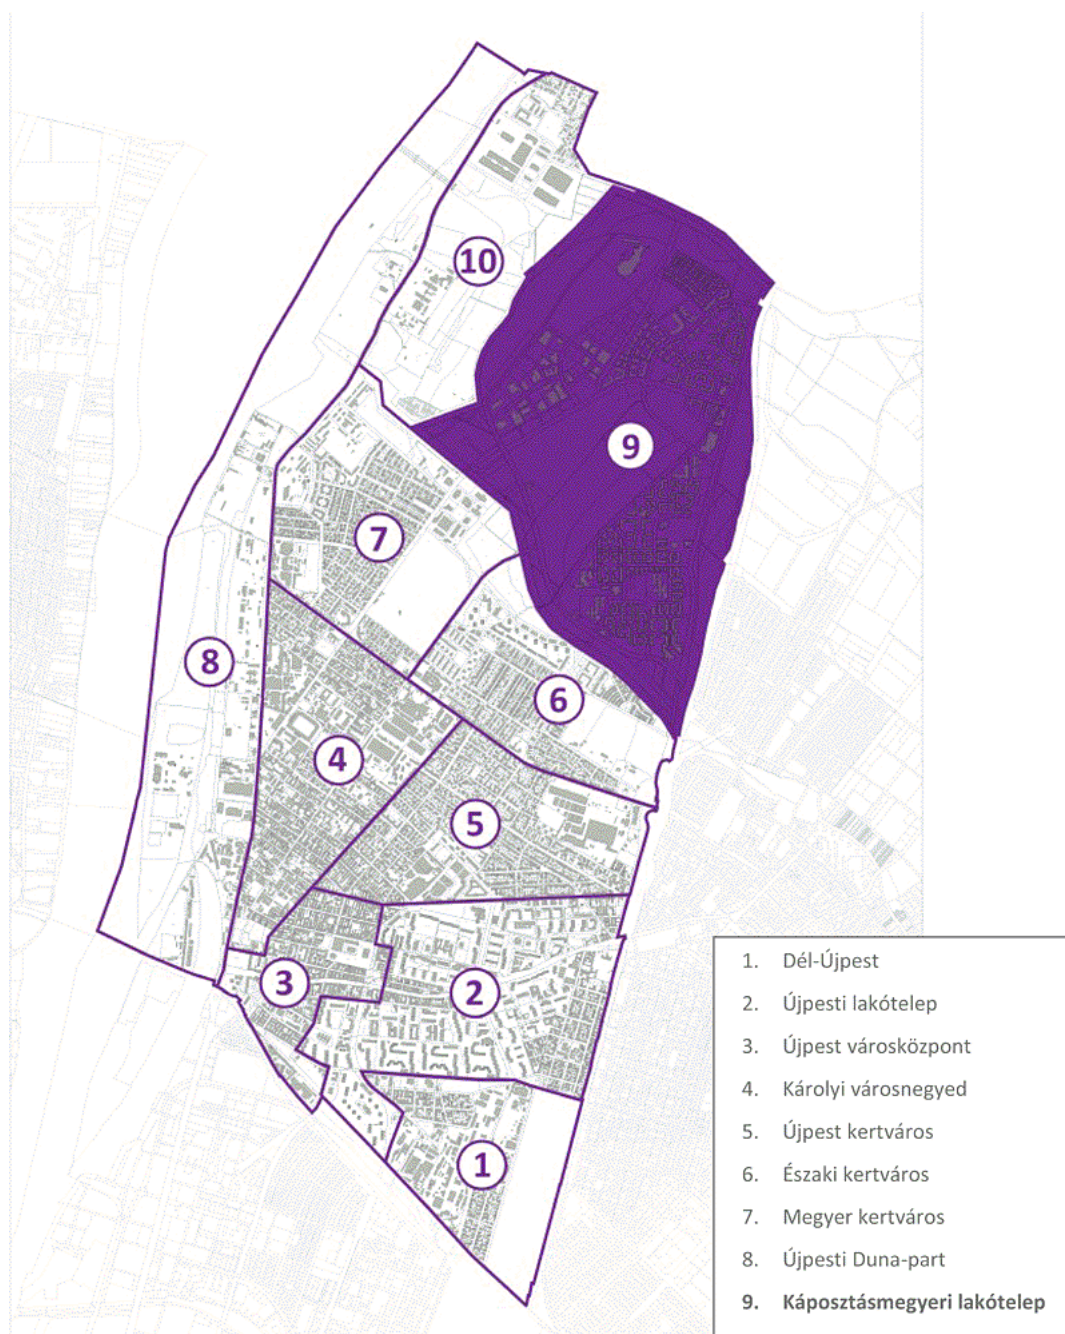 10
9
7
8
6
4
5
3
2
1
1. Dél-Újpest
2. Újpesti lakótelep
3. Újpest városközpont
4. Károlyi városnegyed
5. Újpest kertváros
6. Északi kertváros
7. Megyer kertváros
8. Újpesti Duna-part
9. Káposztásmegyeri lakótelep